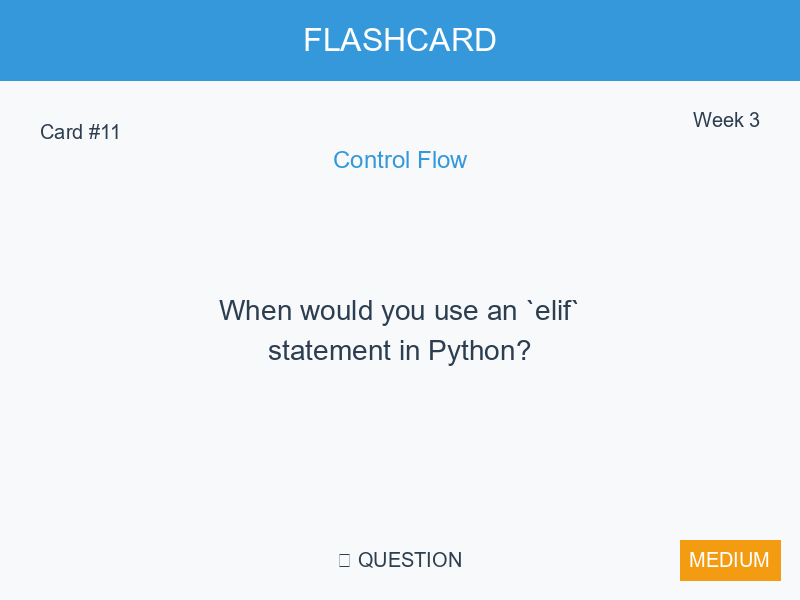 FLASHCARD
Card #11
Week 3
Control Flow
When would you use an `elif`
statement in Python?
QUESTION
MEDIUM